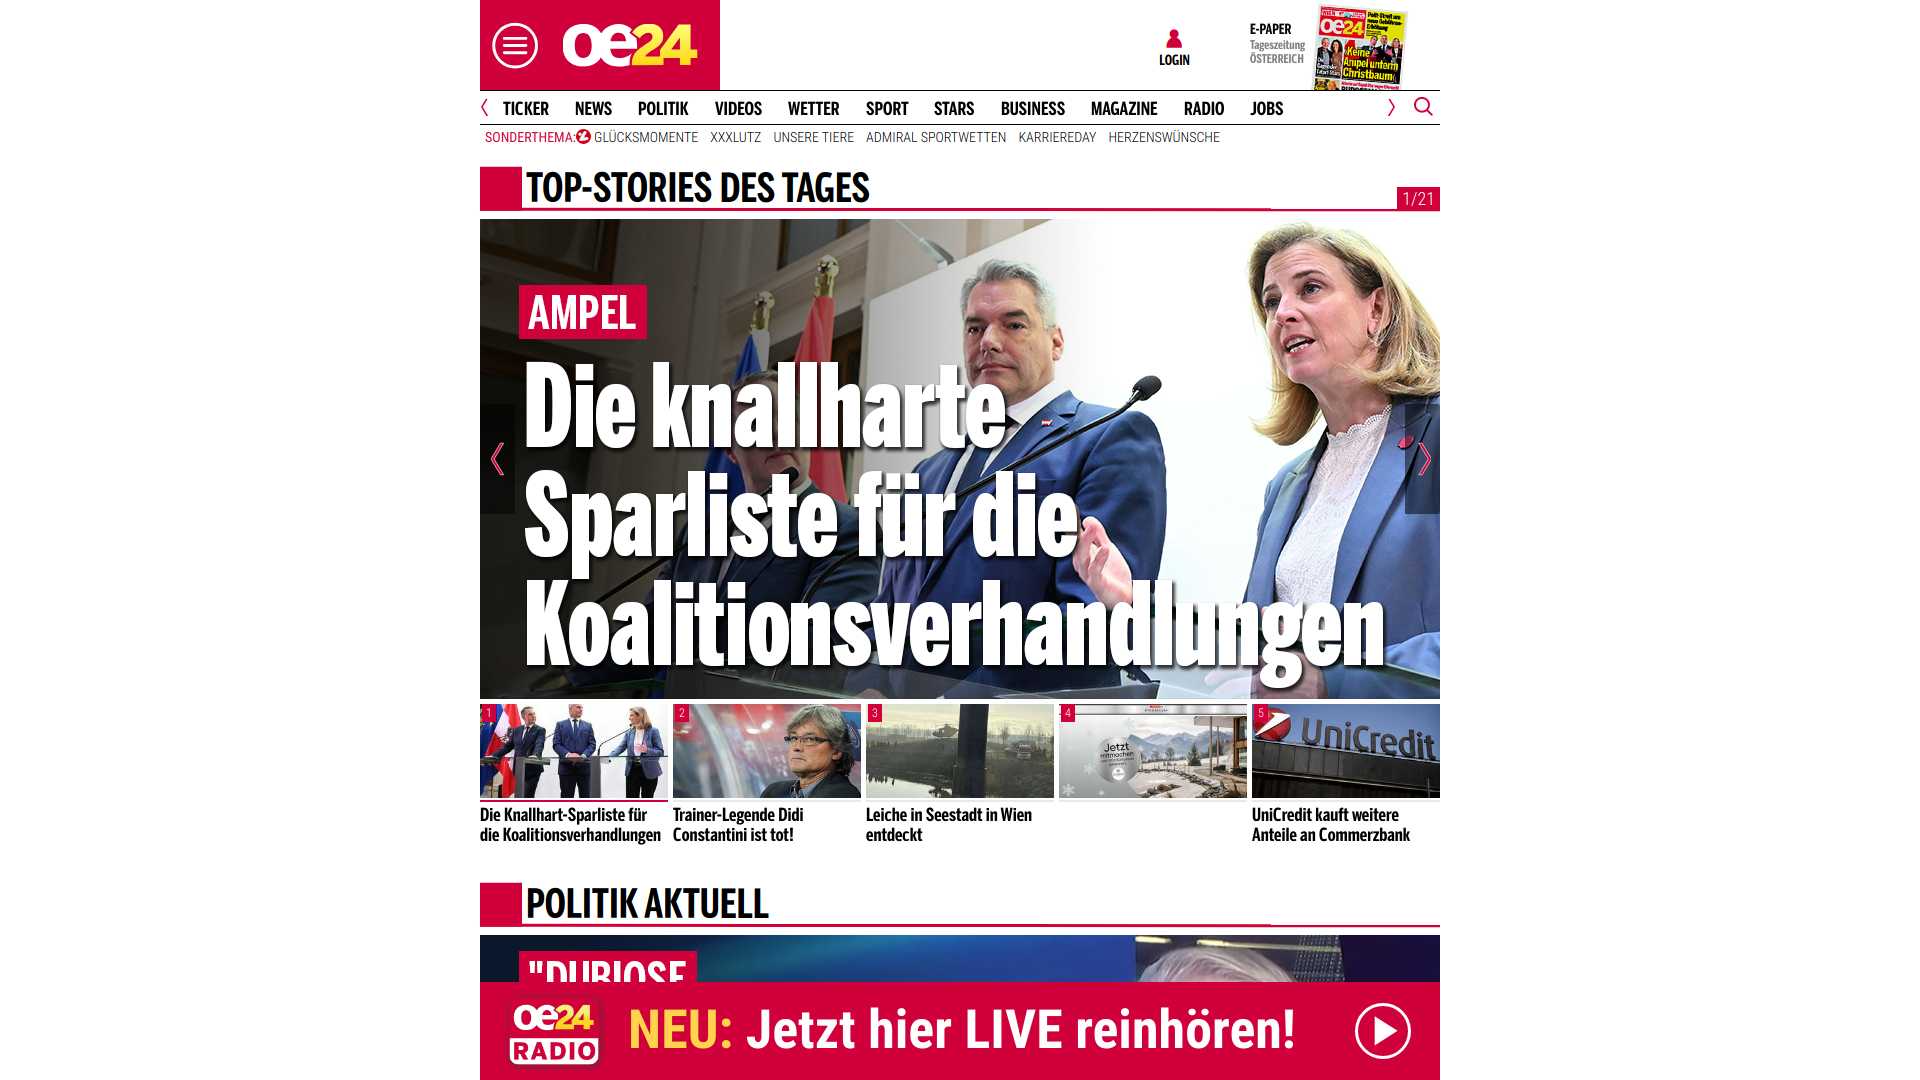 oe24
LOGIN
E-PAPER
Tageszeitung
ÖSTERREICH
oe24
Keine
Ampel unterm
Christbaum
TICKER NEWS POLITIK VIDEOS WETTER SPORT STARS BUSINESS MAGAZINE RADIO JOBS
SONDERTHEMA: GLÜCKSMOMENTE XXXLUTZ UNSERE TIERE ADMIRAL SPORTWETTEN KARRIEREDAY HERZENSWÜNSCHE
TOP-STORIES DES TAGES
1/21
AMPEL
Die knallharte
Sparliste für die
Koalitionsverhandlungen
1
2
3
4
5
Jetzt
mitmachen
UniCredit
Die Knallhart-Sparliste für
die Koalitionsverhandlungen
Trainer-Legende Didi
Constantini ist tot!
Leiche in Seestadt in Wien
entdeckt
UniCredit kauft weitere
Anteile an Commerzbank
POLITIK AKTUELL
"DUBIOSE
oe24
RADIO
NEU: Jetzt hier LIVE reinhören!